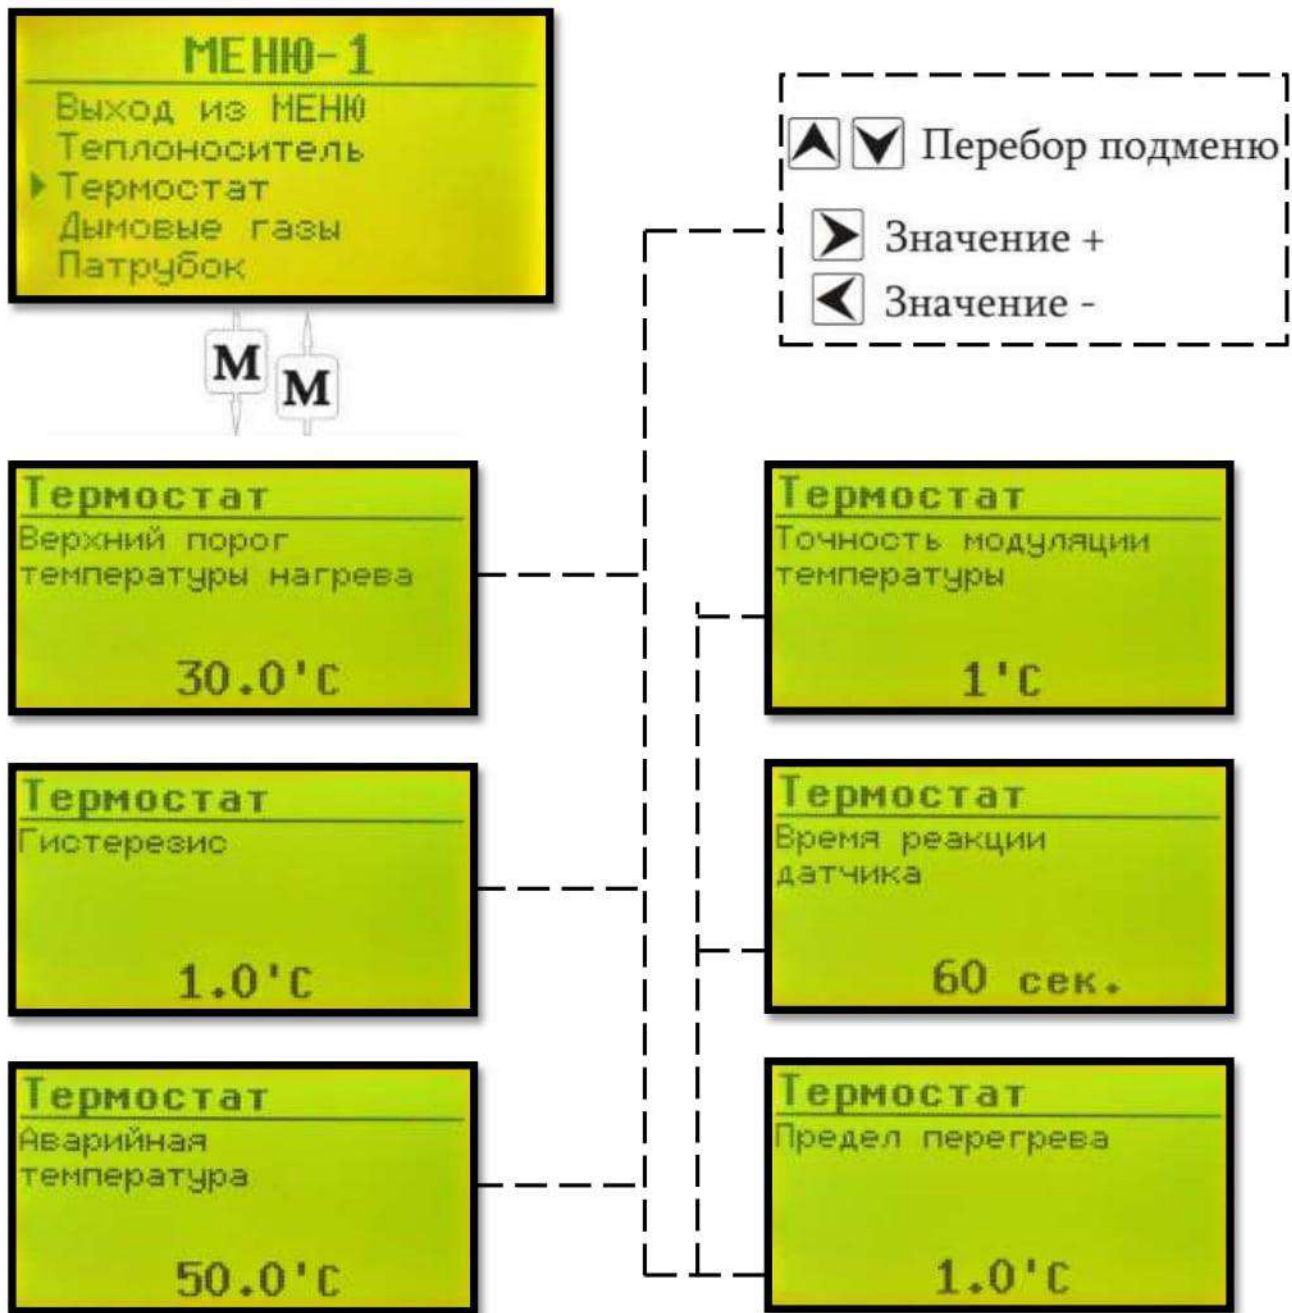 МЕНЮ-1
Выход из МЕНЮ
Теплоноситель
Термостат
Дымовые газы
Патрубок
Перебор подменю
Значение +
Значение -
М
М
Термостат
Верхний порог
температуры нагрева
30.0'С
Термостат
Точность модуляции
температуры
1'С
Термостат
Гистерезис
1.0'С
Термостат
Время реакции
датчика
60 сек.
Термостат
Аварийная
температура
50.0'С
Термостат
Предел перегрева
1.0'С